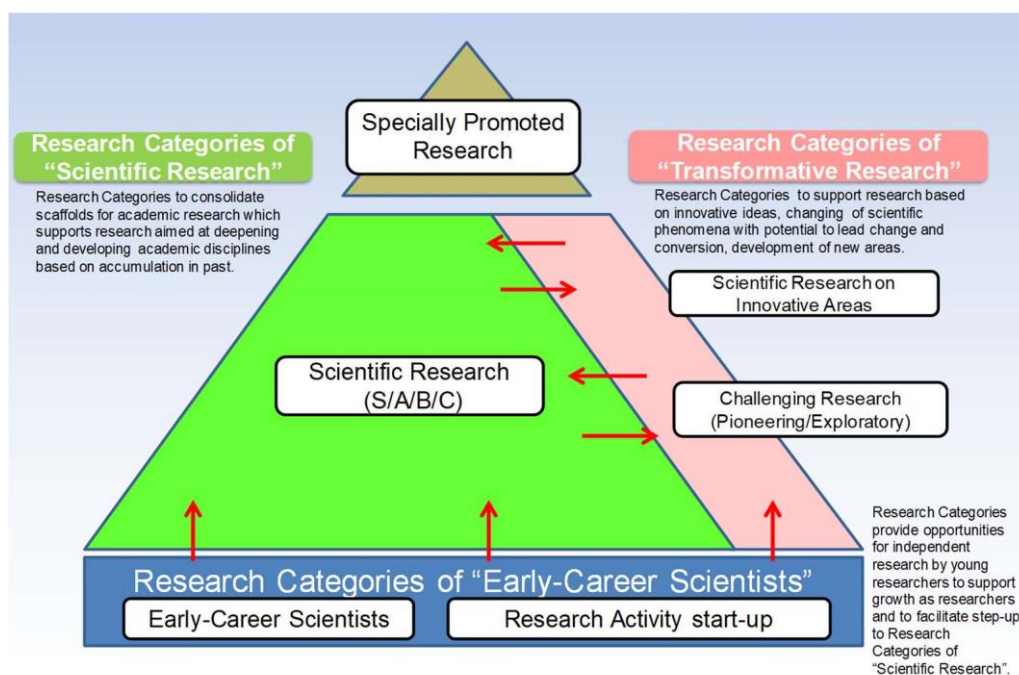 Specially Promoted
Research
Research Categories of
“Scientific Research”
Research Categories to consolidate
scaffolds for academic research which
supports research aimed at deepening
and developing academic disciplines
based on accumulation in past.
Research Categories of
“Transformative Research”
Research Categories to support research based
on innovative ideas, changing of scientific
phenomena with potential to lead change and
conversion, development of new areas.
Scientific Research on
Innovative Areas
Scientific Research
(S/A/B/C)
Challenging Research
(Pioneering/Exploratory)
Research Categories of “Early-Career Scientists”
Early-Career Scientists
Research Activity start-up
Research Categories
provide opportunities
for independent
research by young
researchers to support
growth as researchers
and to facilitate step-up
to Research
Categories of
“Scientific Research”.